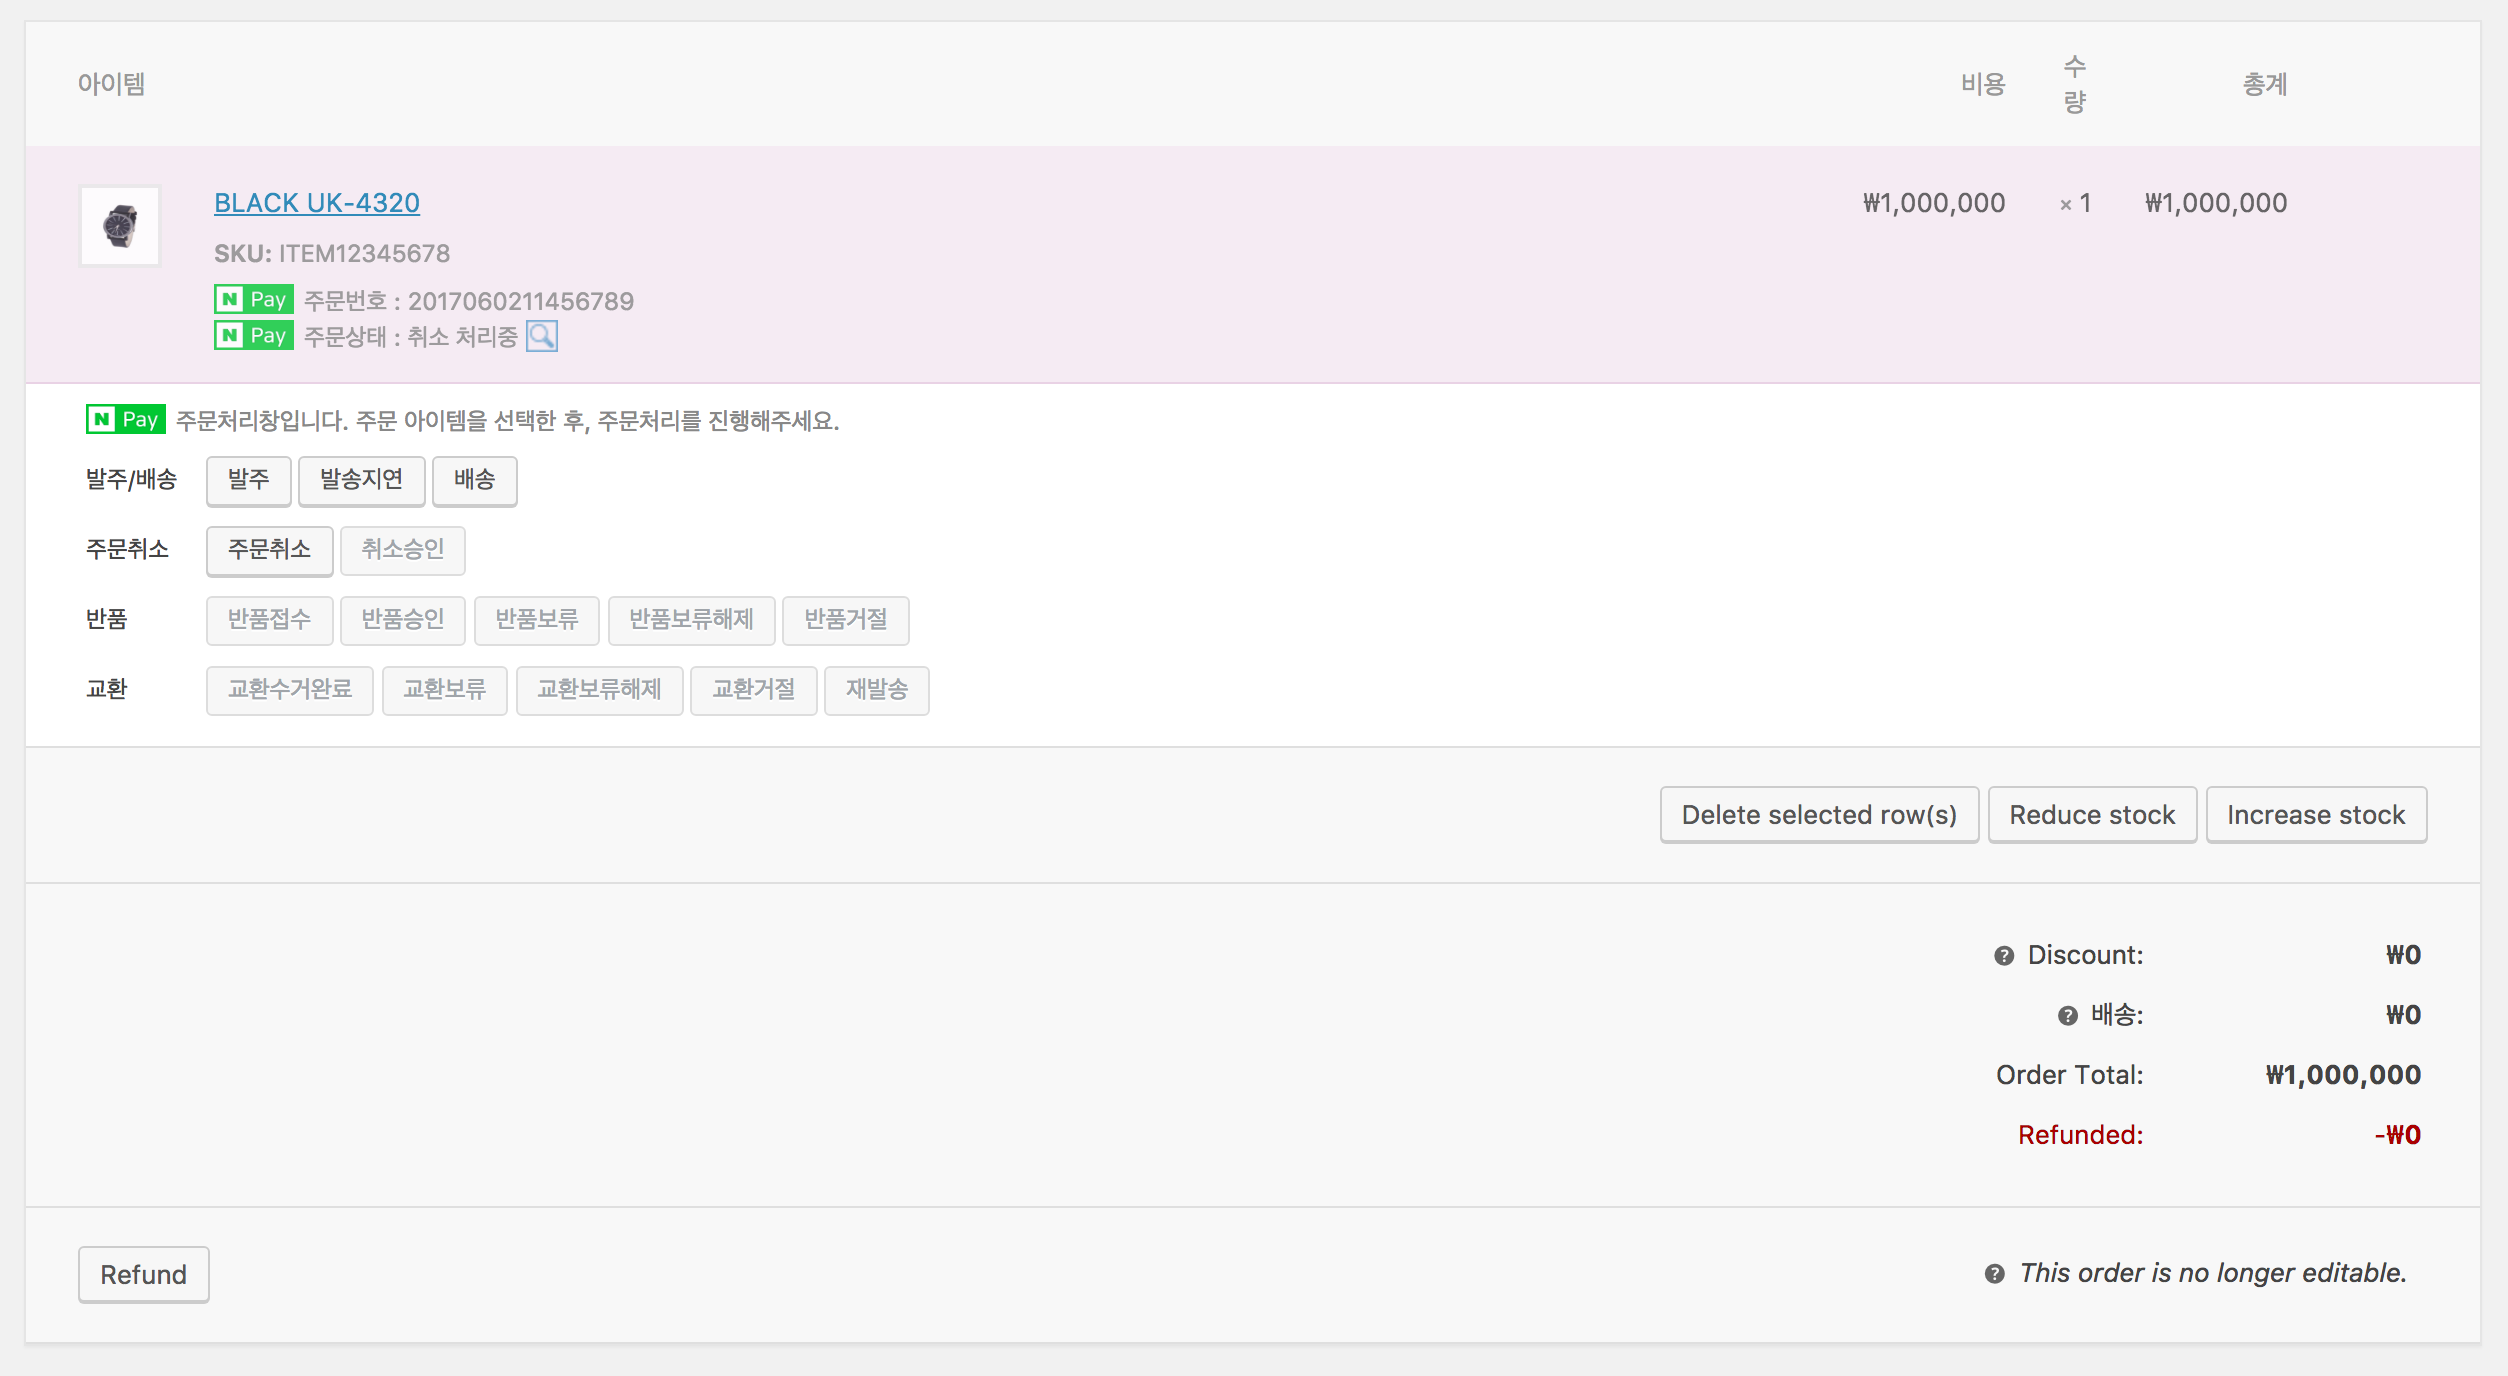 아이템 비용 수량 총계
BLACK UK-4320 ₩1,000,000 × 1 ₩1,000,000
SKU: ITEM12345678
N Pay 주문번호 : 2017060211456789
N Pay 주문상태 : 취소 처리중
N Pay 주문처리창입니다. 주문 아이템을 선택한 후, 주문처리를 진행해주세요.
발주/배송 발주 발송지연 배송
주문취소 주문취소 취소승인
반품 반품접수 반품승인 반품보류 반품보류해제 반품거절
교환 교환수거완료 교환보류 교환보류해제 교환거절 재발송
Delete selected row(s) Reduce stock Increase stock
? Discount: ₩0
? 배송: ₩0
Order Total: ₩1,000,000
Refunded: -₩0
Refund ? This order is no longer editable.